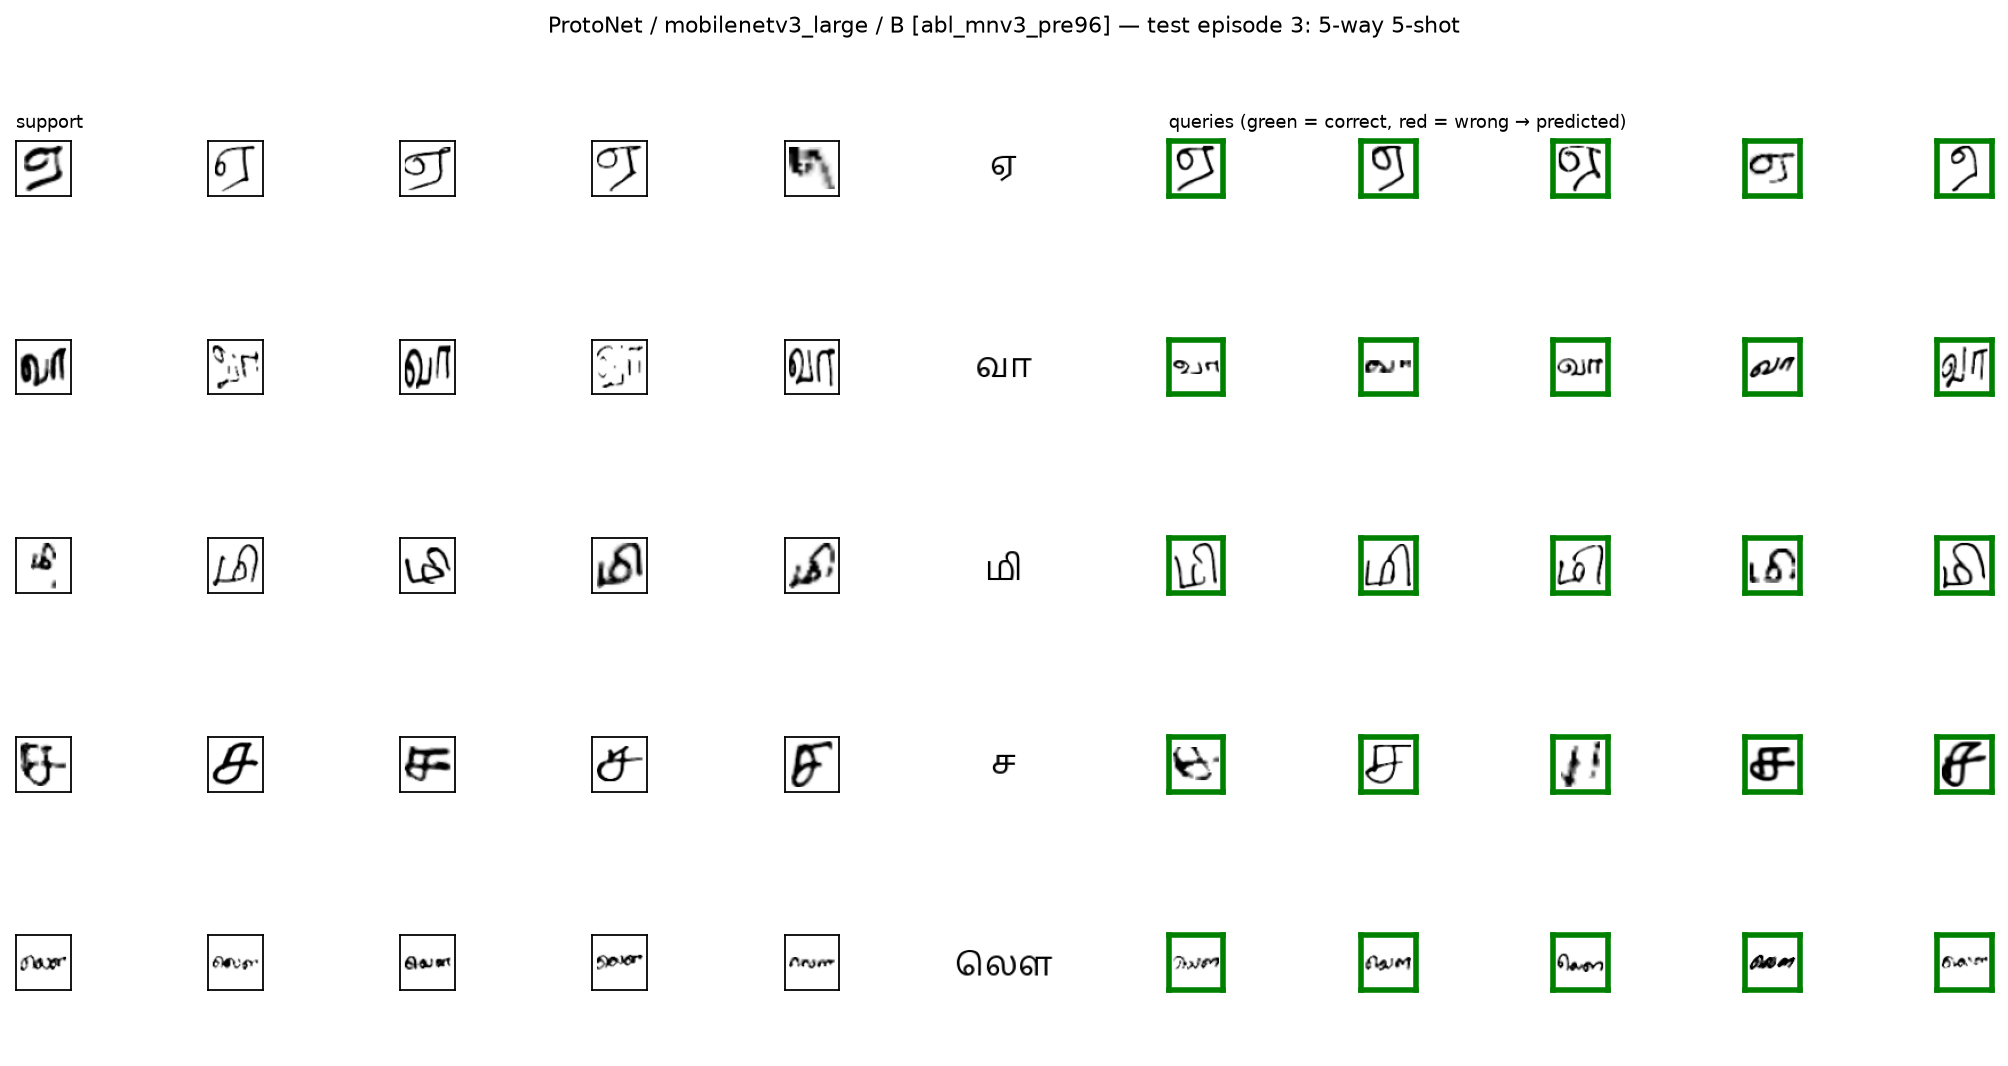 ProtoNet / mobilenetv3_large / B [abl_mnv3_pre96] — test episode 3: 5-way 5-shot
support queries (green = correct, red = wrong → predicted)
ஏ ஏ ஏ ஏ ஏ ஏ ஏ ஏ ஏ
வா வா வா வா வா வா வா வா வா
மி மி மி மி மி மி மி மி மி மி
ச ச ச ச ச ச ச ச ச
லௌ லௌ லௌ லௌ லௌ லௌ லௌ லௌ லௌ லௌ லௌ